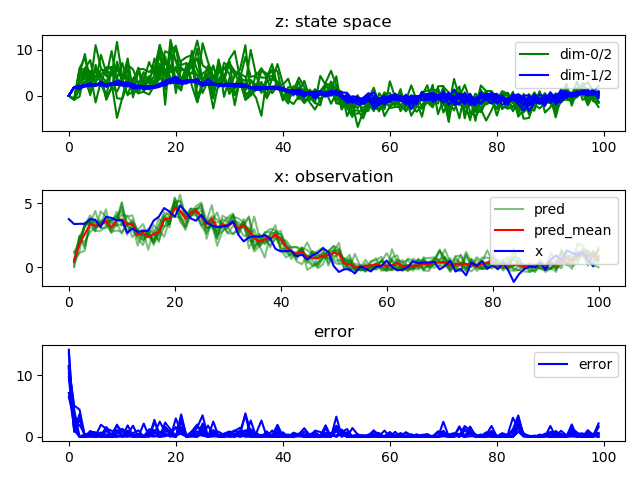 z: state space
10
0
dim-0/2
dim-1/2
0 20 40 60 80 100
x: observation
5
0
pred
pred_mean
x
0 20 40 60 80 100
error
10
0
error
0 20 40 60 80 100